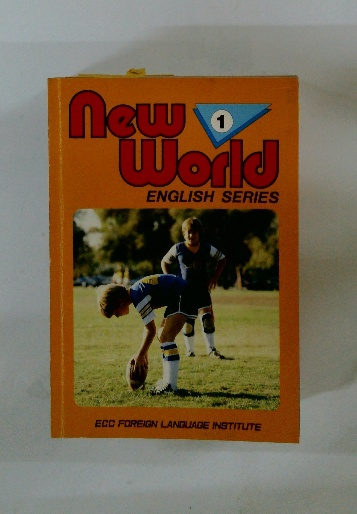 New
1
World
ENGLISH SERIES
ECC FOREIGN LANGUAGE INSTITUTE